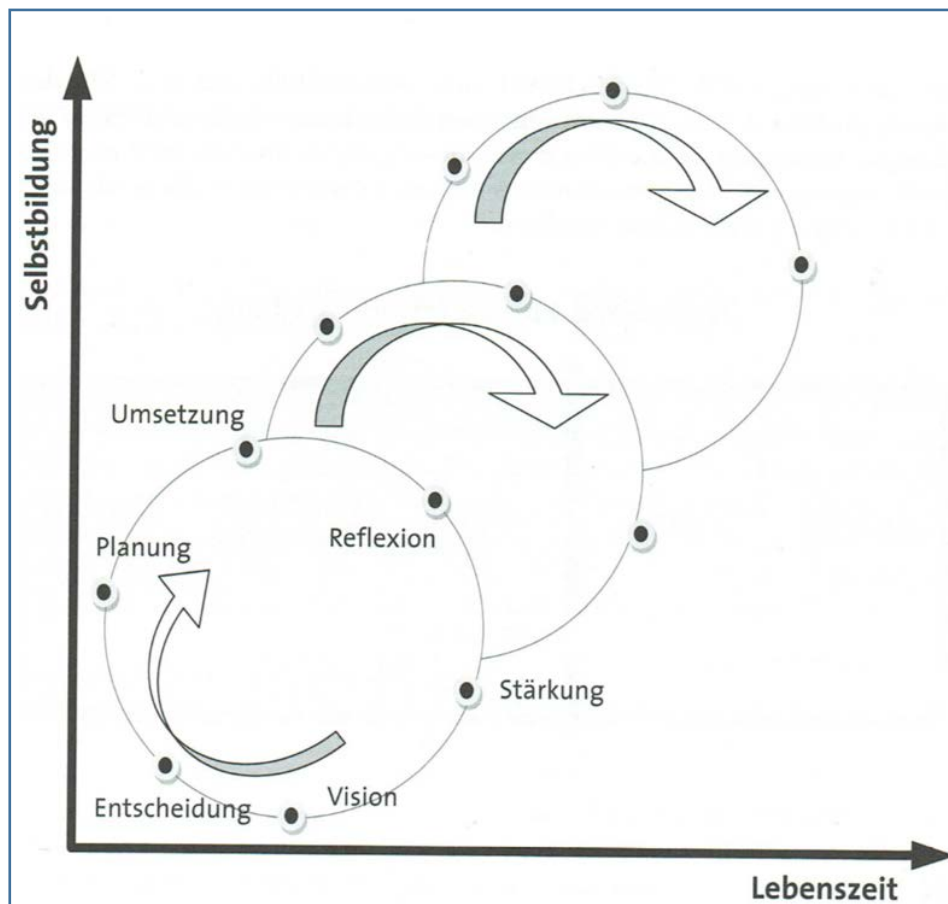 Selbstbildung
Umsetzung
Planung
Reflexion
Stärkung
Vision
Entscheidung
Lebenszeit